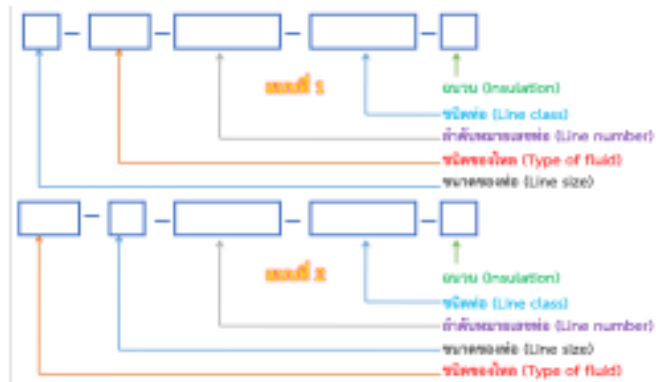 แบบที่ 1
ฉนวน (Insulation)
ชนิดท่อ (Line class)
ลำดับหมายเลขท่อ (Line number)
ชนิดของไหล (Type of fluid)
ขนาดของท่อ (Line size)
แบบที่ 2
ฉนวน (Insulation)
ชนิดท่อ (Line class)
ลำดับหมายเลขท่อ (Line number)
ขนาดของท่อ (Line size)
ชนิดของไหล (Type of fluid)